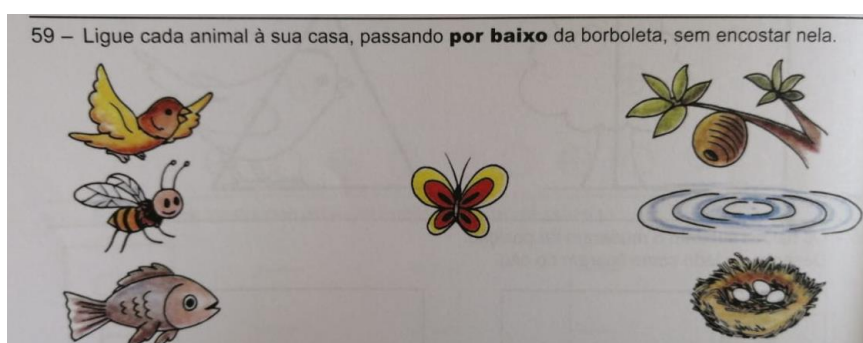 59 – Ligue cada animal à sua casa, passando por baixo da borboleta, sem encostar nela.